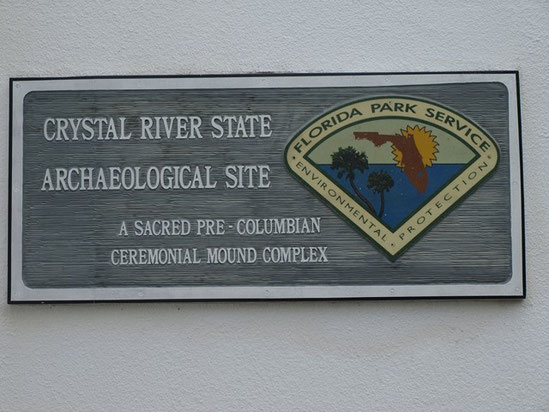 CRYSTAL RIVER STATE
ARCHAEOLOGICAL SITE
A SACRED PRE-COLUMBIAN
CEREMONIAL MOUND COMPLEX
FLORIDA PARK SERVICE
ENVIRONMENTAL · PROTECTION